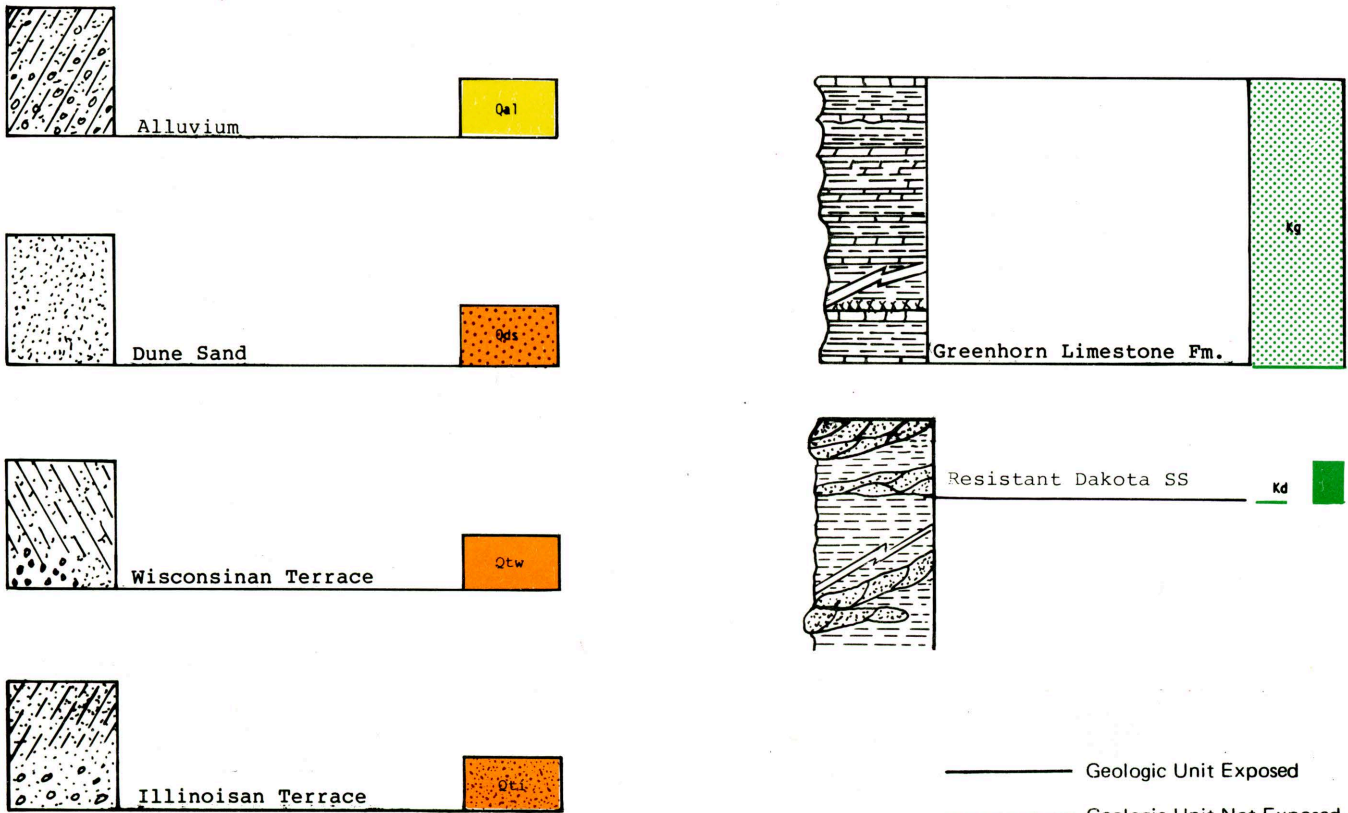 Alluvium
Qal
Dune Sand
Qds
Wisconsinan Terrace
Qtw
Illinoisan Terrace
Qti
Kg
Greenhorn Limestone Fm.
Resistant Dakota SS
Kd
Geologic Unit Exposed
Geologic Unit Not Exposed